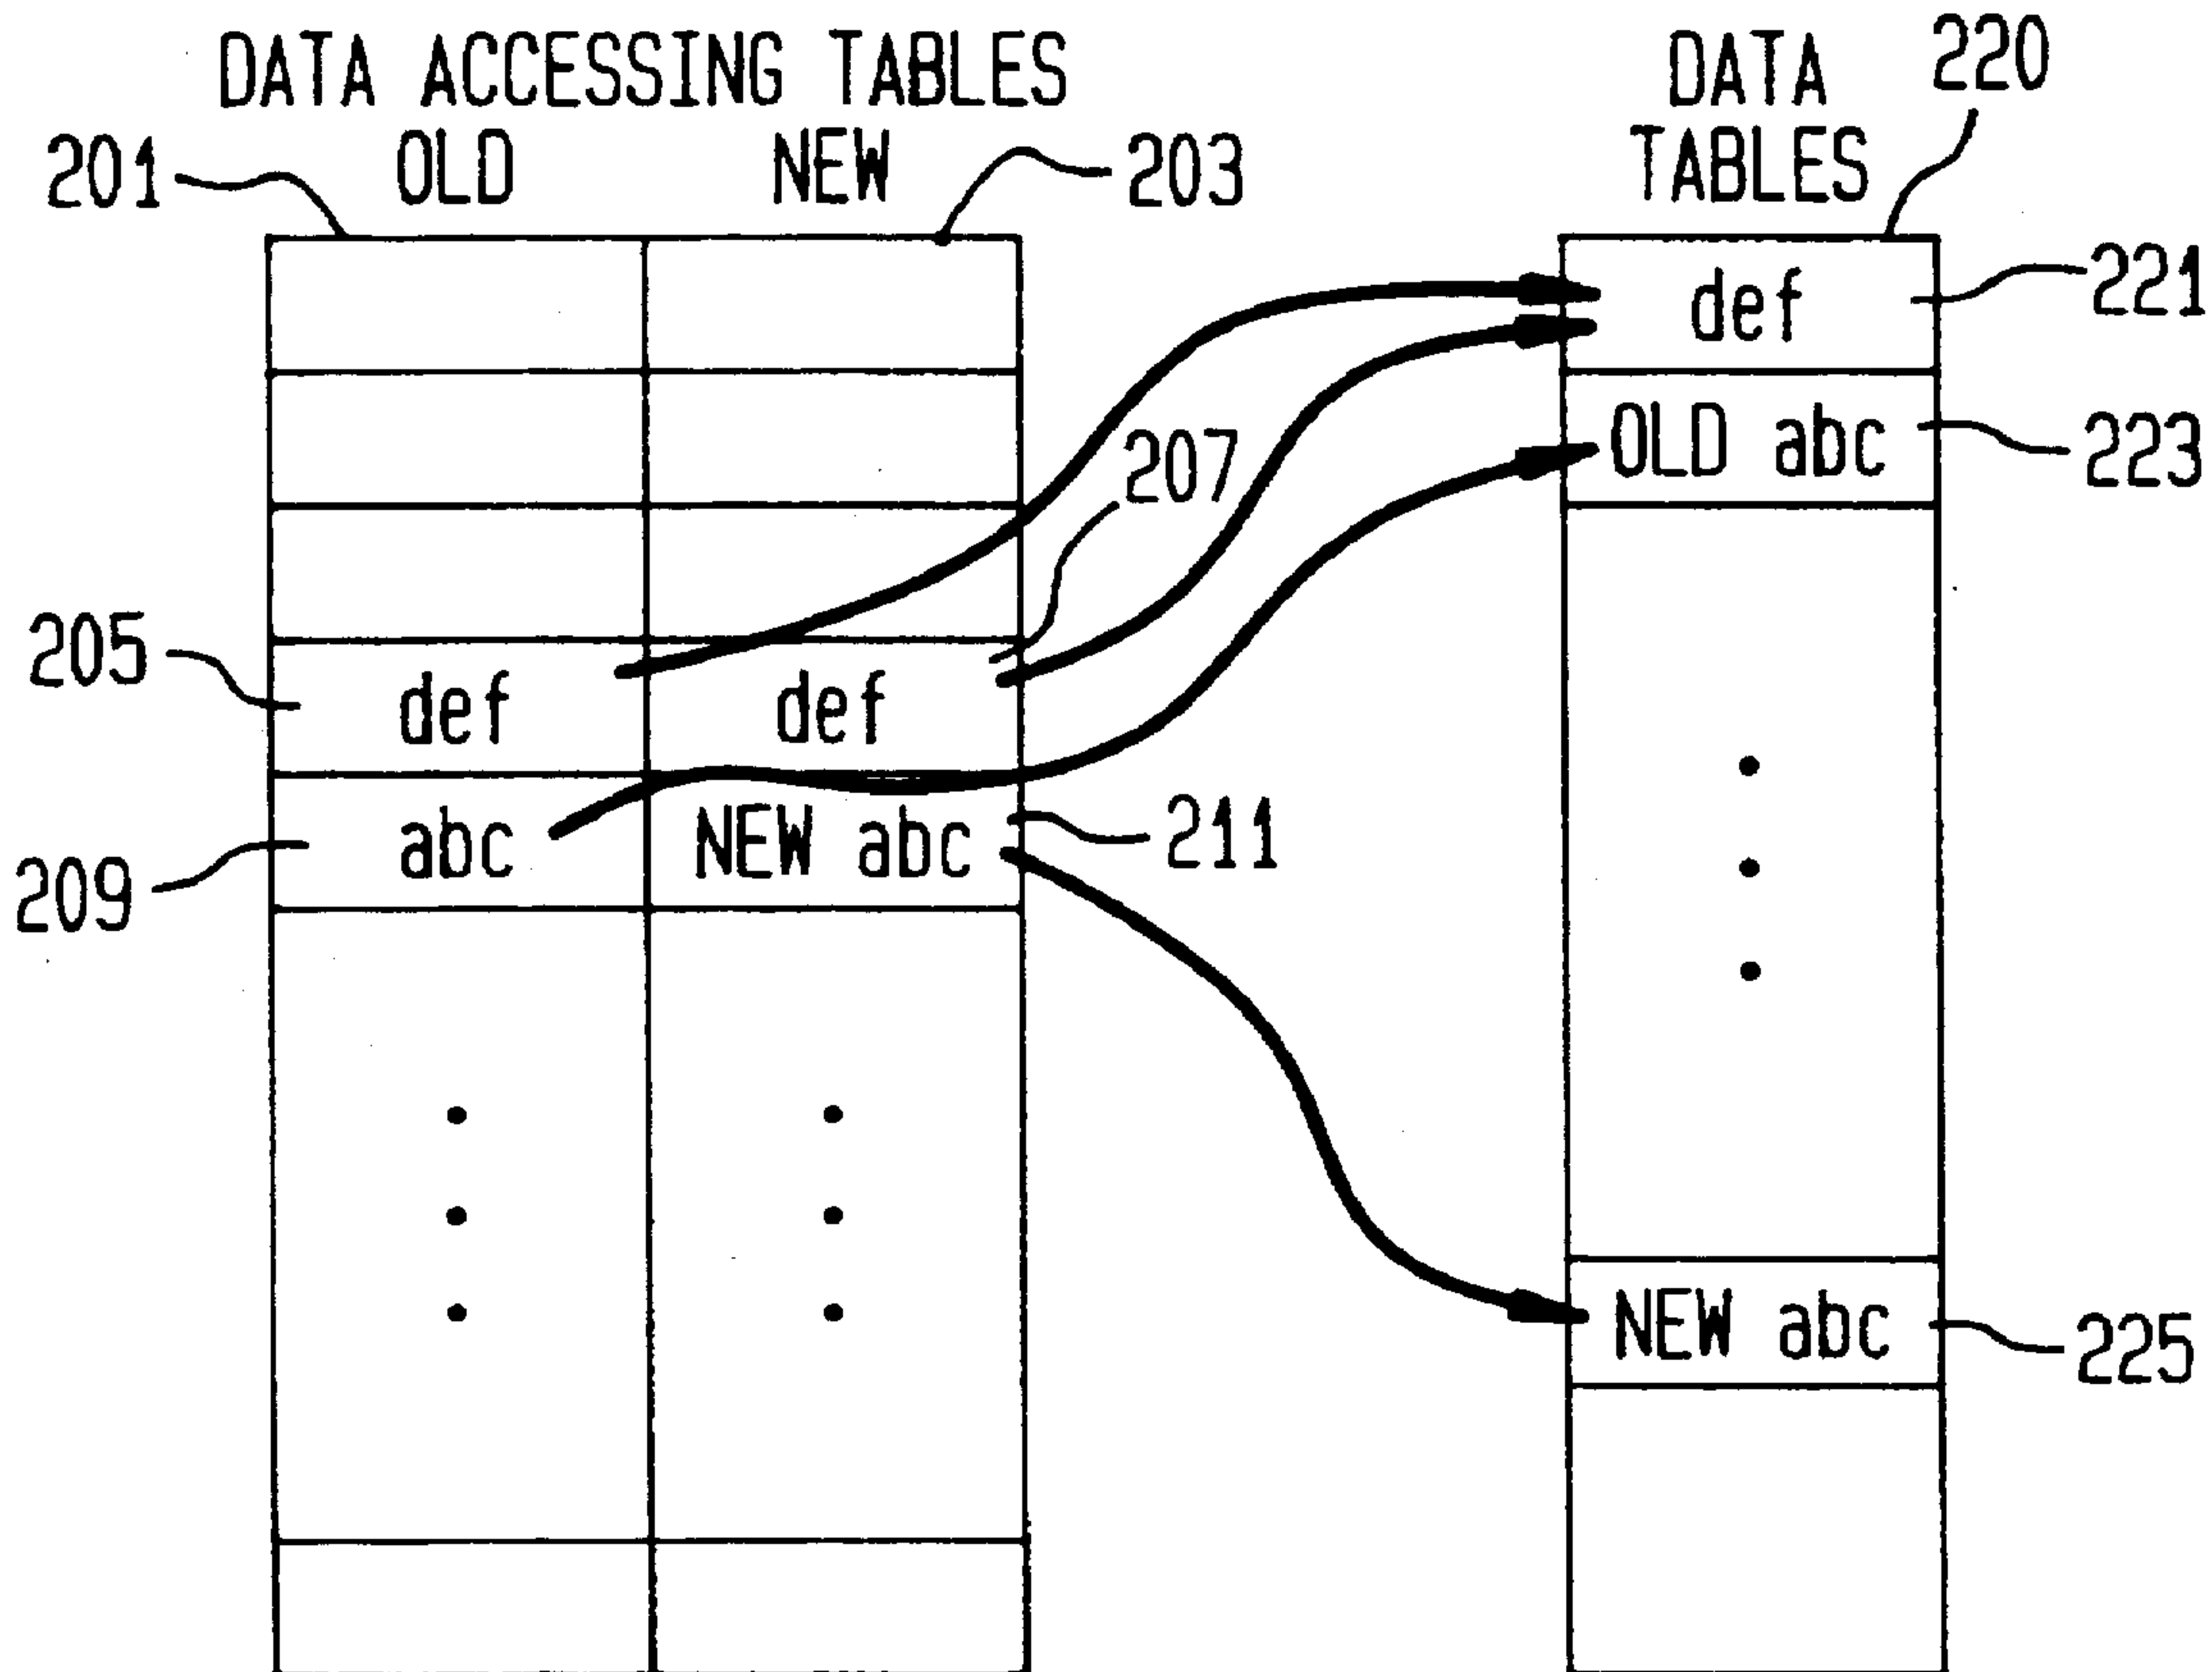 DATA ACCESSING TABLES
OLD NEW
201
203
DATA
TABLES
220
def
221
OLD abc
223
207
205
def def
209
abc NEW abc
211
NEW abc
225